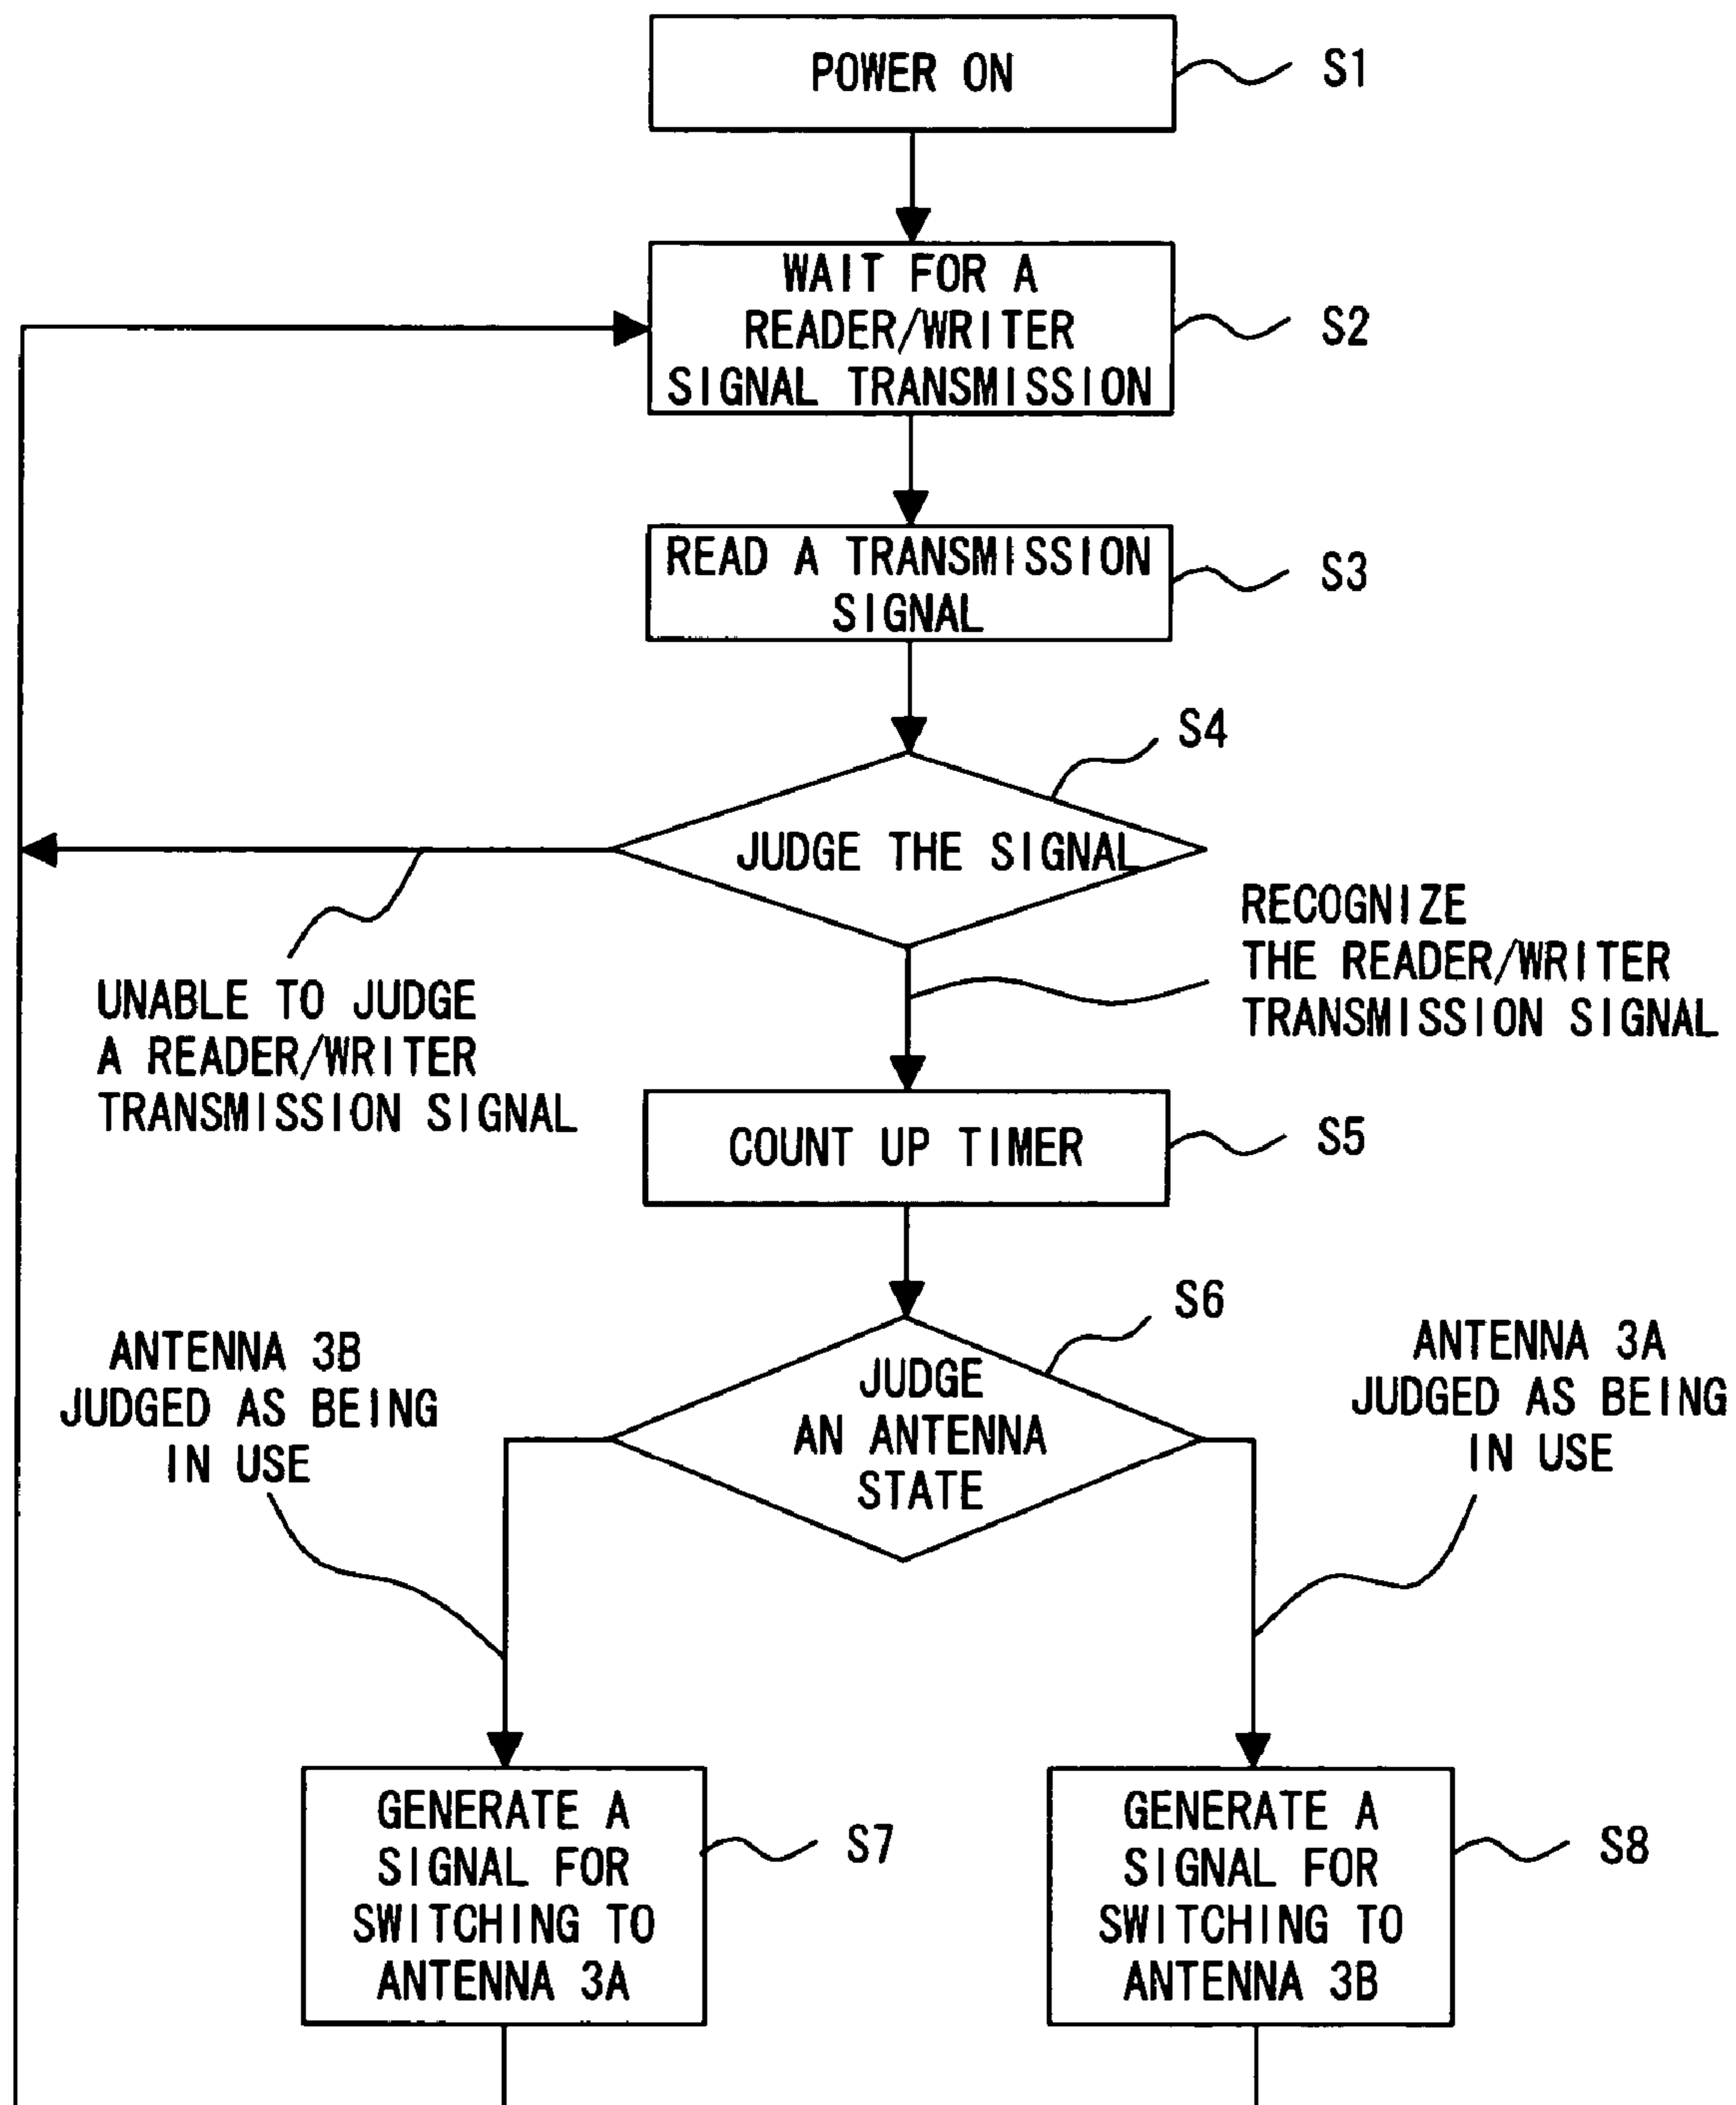 POWER ON
S1
WAIT FOR A
READER/WRITER
SIGNAL TRANSMISSION
S2
READ A TRANSMISSION
SIGNAL
S3
S4
JUDGE THE SIGNAL
RECOGNIZE
THE READER/WRITER
TRANSMISSION SIGNAL
UNABLE TO JUDGE
A READER/WRITER
TRANSMISSION SIGNAL
COUNT UP TIMER
S5
S6
JUDGE
AN ANTENNA
STATE
ANTENNA 3B
JUDGED AS BEING
IN USE
ANTENNA 3A
JUDGED AS BEING
IN USE
GENERATE A
SIGNAL FOR
SWITCHING TO
ANTENNA 3A
S7
GENERATE A
SIGNAL FOR
SWITCHING TO
ANTENNA 3B
S8